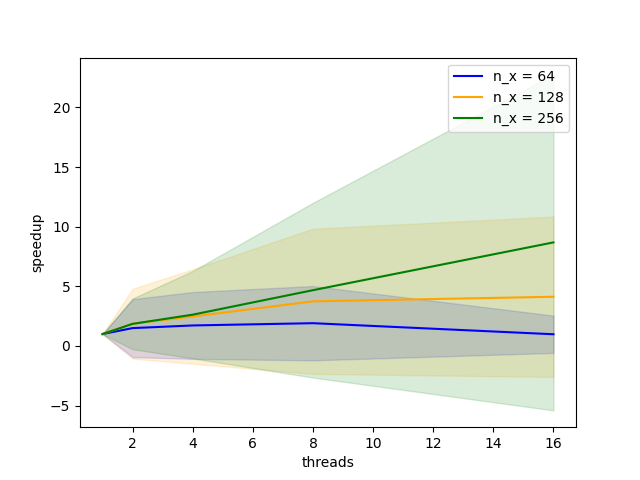 n_x = 64
n_x = 128
n_x = 256
20
15
10
5
0
−5
speedup
2 4 6 8 10 12 14 16
threads